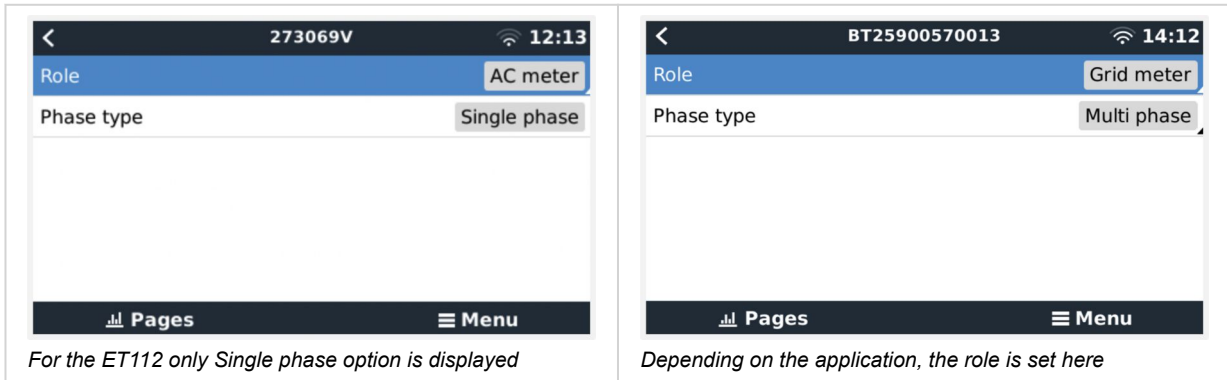 273069V 12:13
Role AC meter
Phase type Single phase
Pages Menu
For the ET112 only Single phase option is displayed
BT25900570013 14:12
Role Grid meter
Phase type Multi phase
Pages Menu
Depending on the application, the role is set here